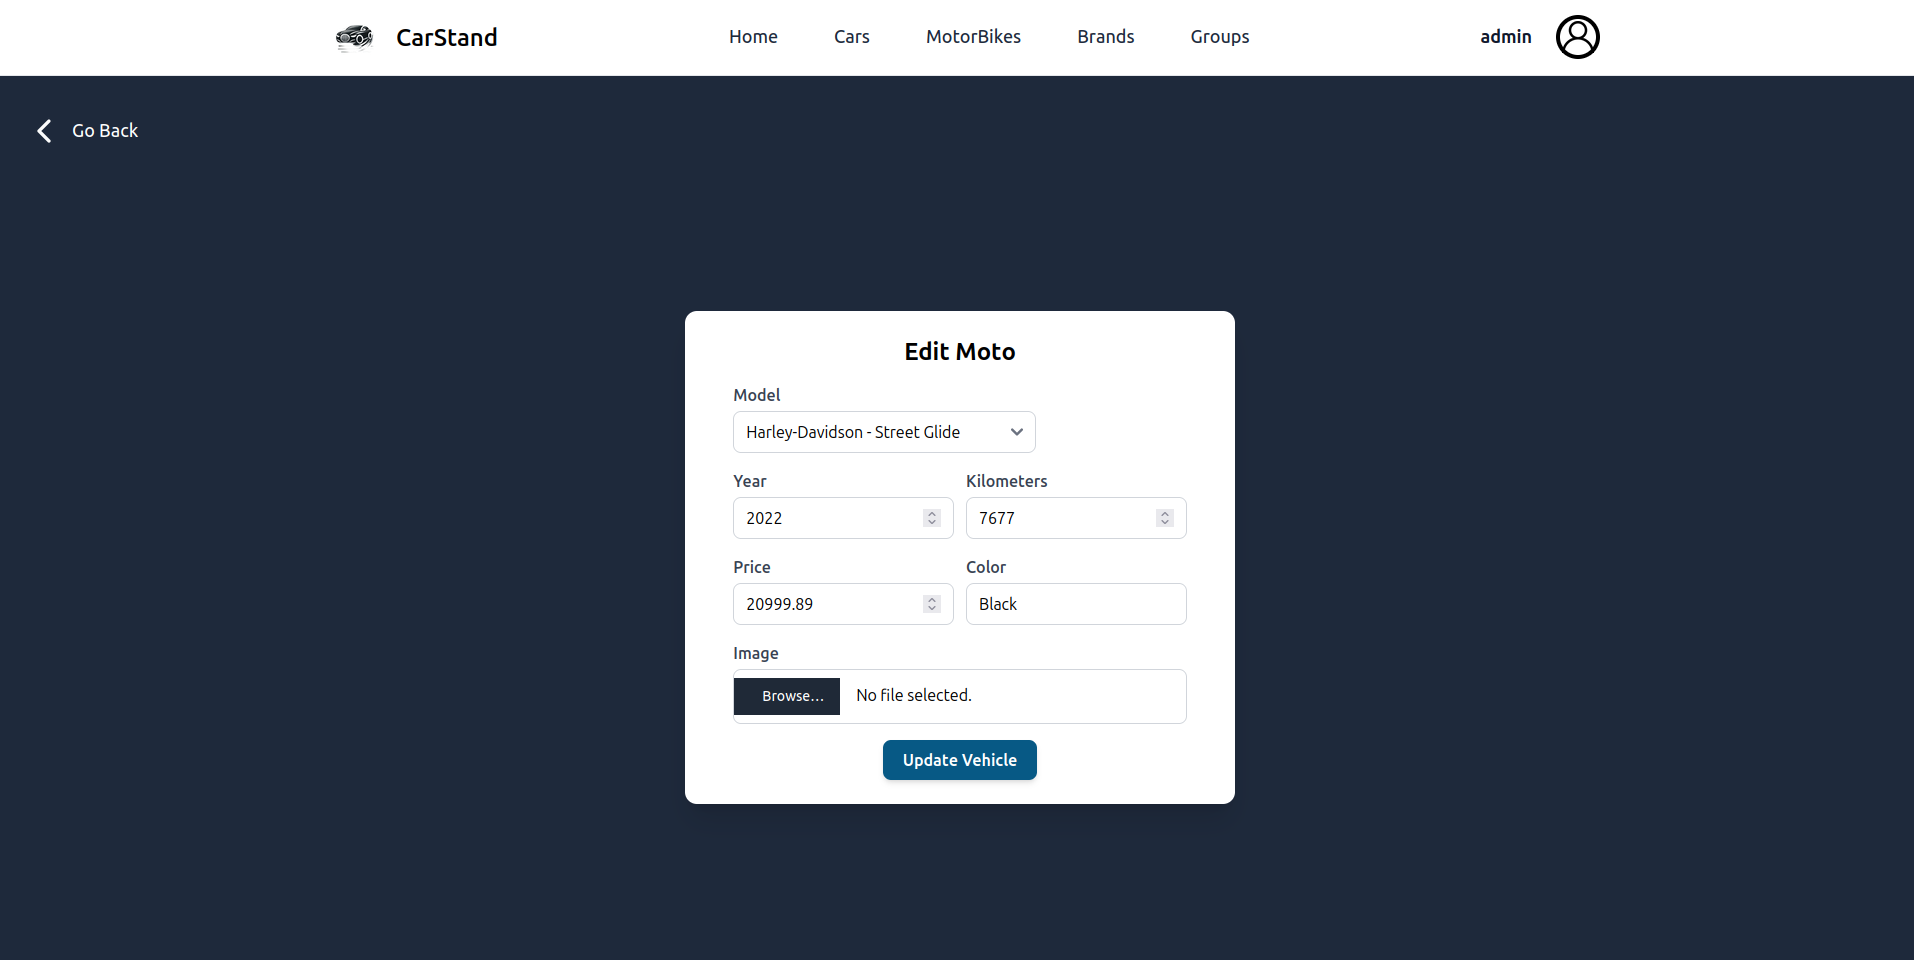 CarStand
Home Cars MotorBikes Brands Groups
admin
Go Back
Edit Moto
Model
Harley-Davidson - Street Glide
Year Kilometers
2022 7677
Price Color
20999.89 Black
Image
Browse... No file selected.
Update Vehicle